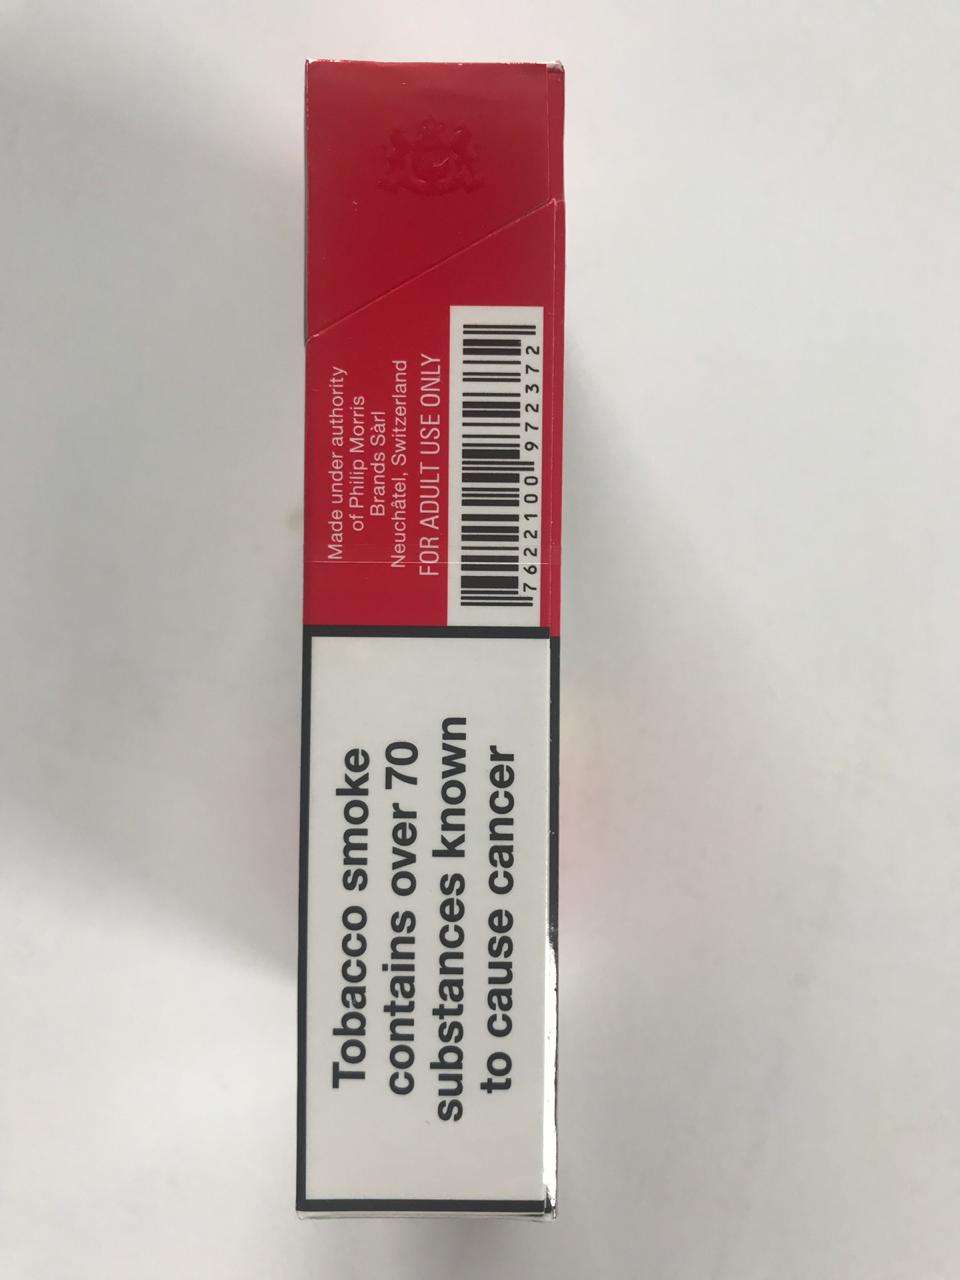 Made under authority
of Philip Morris
Brands Sàrl
Neuchâtel, Switzerland
FOR ADULT USE ONLY
7622100972372
Tobacco smoke
contains over 70
substances known
to cause cancer